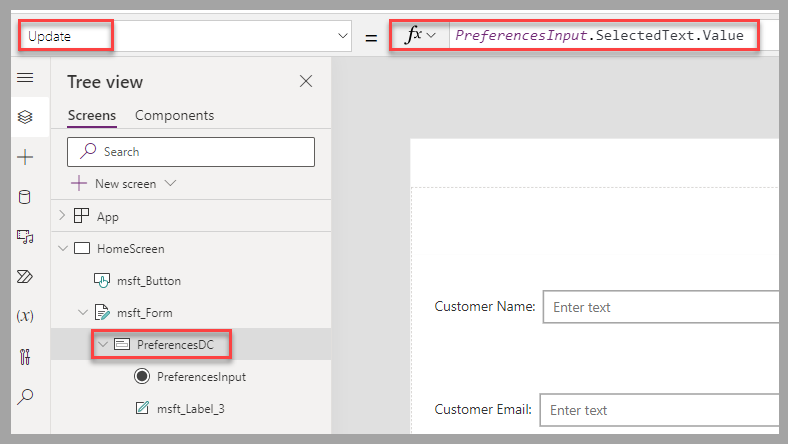 Update
= fx PreferencesInput.SelectedText.Value
Tree view
Screens Components
Search
New screen
App
HomeScreen
msft_Button
msft_Form
PreferencesDC
PreferencesInput
msft_Label_3
(x)
Customer Name: Enter text
Customer Email: Enter text